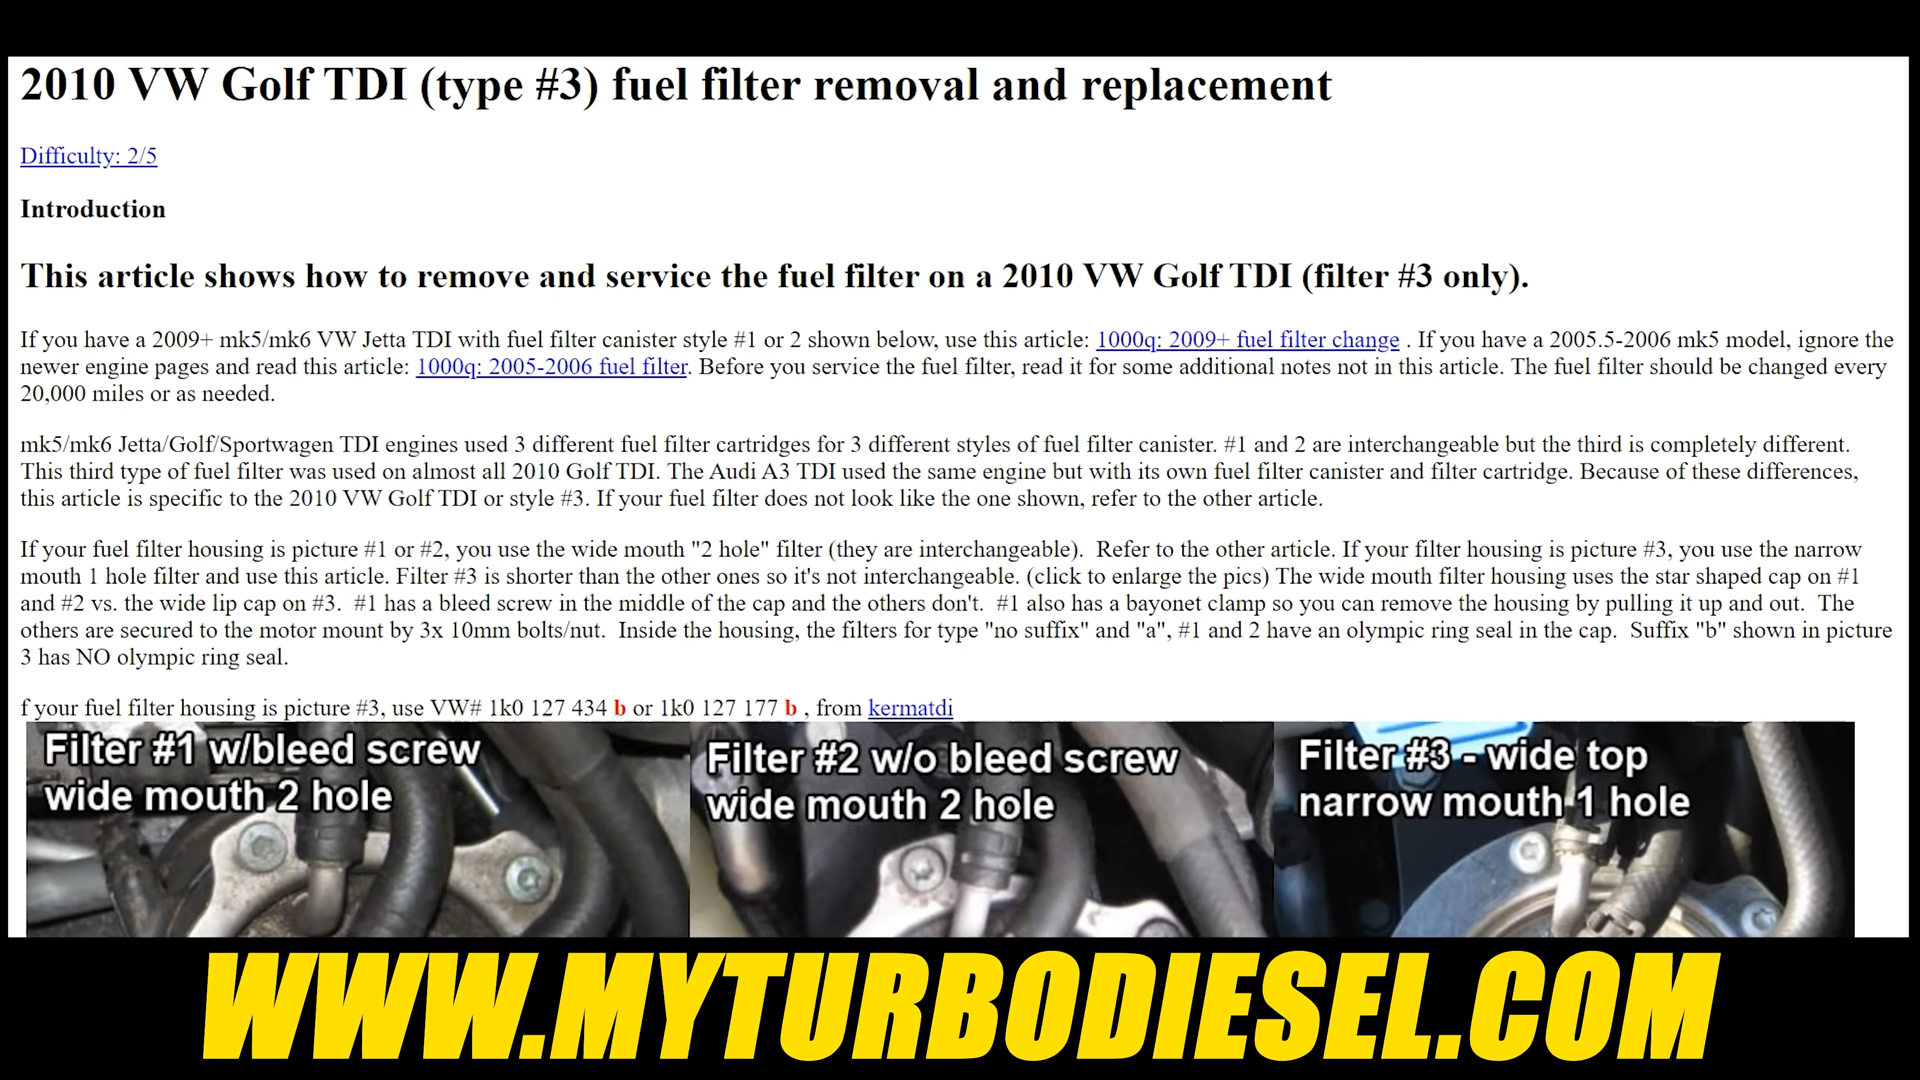 2010 VW Golf TDI (type #3) fuel filter removal and replacement
Difficulty: 2/5
Introduction
This article shows how to remove and service the fuel filter on a 2010 VW Golf TDI (filter #3 only).
If you have a 2009+ mk5/mk6 VW Jetta TDI with fuel filter canister style #1 or 2 shown below, use this article: 1000q: 2009+ fuel filter change . If you have a 2005.5-2006 mk5 model, ignore the
newer engine pages and read this article: 1000q: 2005-2006 fuel filter. Before you service the fuel filter, read it for some additional notes not in this article. The fuel filter should be changed every
20,000 miles or as needed.
mk5/mk6 Jetta/Golf/Sportwagen TDI engines used 3 different fuel filter cartridges for 3 different styles of fuel filter canister. #1 and 2 are interchangeable but the third is completely different.
This third type of fuel filter was used on almost all 2010 Golf TDI. The Audi A3 TDI used the same engine but with its own fuel filter canister and filter cartridge. Because of these differences,
this article is specific to the 2010 VW Golf TDI or style #3. If your fuel filter does not look like the one shown, refer to the other article.
If your fuel filter housing is picture #1 or #2, you use the wide mouth "2 hole" filter (they are interchangeable).  Refer to the other article. If your filter housing is picture #3, you use the narrow
mouth 1 hole filter and use this article. Filter #3 is shorter than the other ones so it's not interchangeable. (click to enlarge the pics) The wide mouth filter housing uses the star shaped cap on #1
and #2 vs. the wide lip cap on #3.  #1 has a bleed screw in the middle of the cap and the others don't.  #1 also has a bayonet clamp so you can remove the housing by pulling it up and out.  The
others are secured to the motor mount by 3x 10mm bolts/nut.  Inside the housing, the filters for type "no suffix" and "a", #1 and 2 have an olympic ring seal in the cap.  Suffix "b" shown in picture
3 has NO olympic ring seal.
f your fuel filter housing is picture #3, use VW# 1k0 127 434 b or 1k0 127 177 b , from kermatdi
Filter #1 w/bleed screw
wide mouth 2 hole
Filter #2 w/o bleed screw
wide mouth 2 hole
Filter #3 - wide top
narrow mouth 1 hole
WWW.MYTURBODIESEL.COM